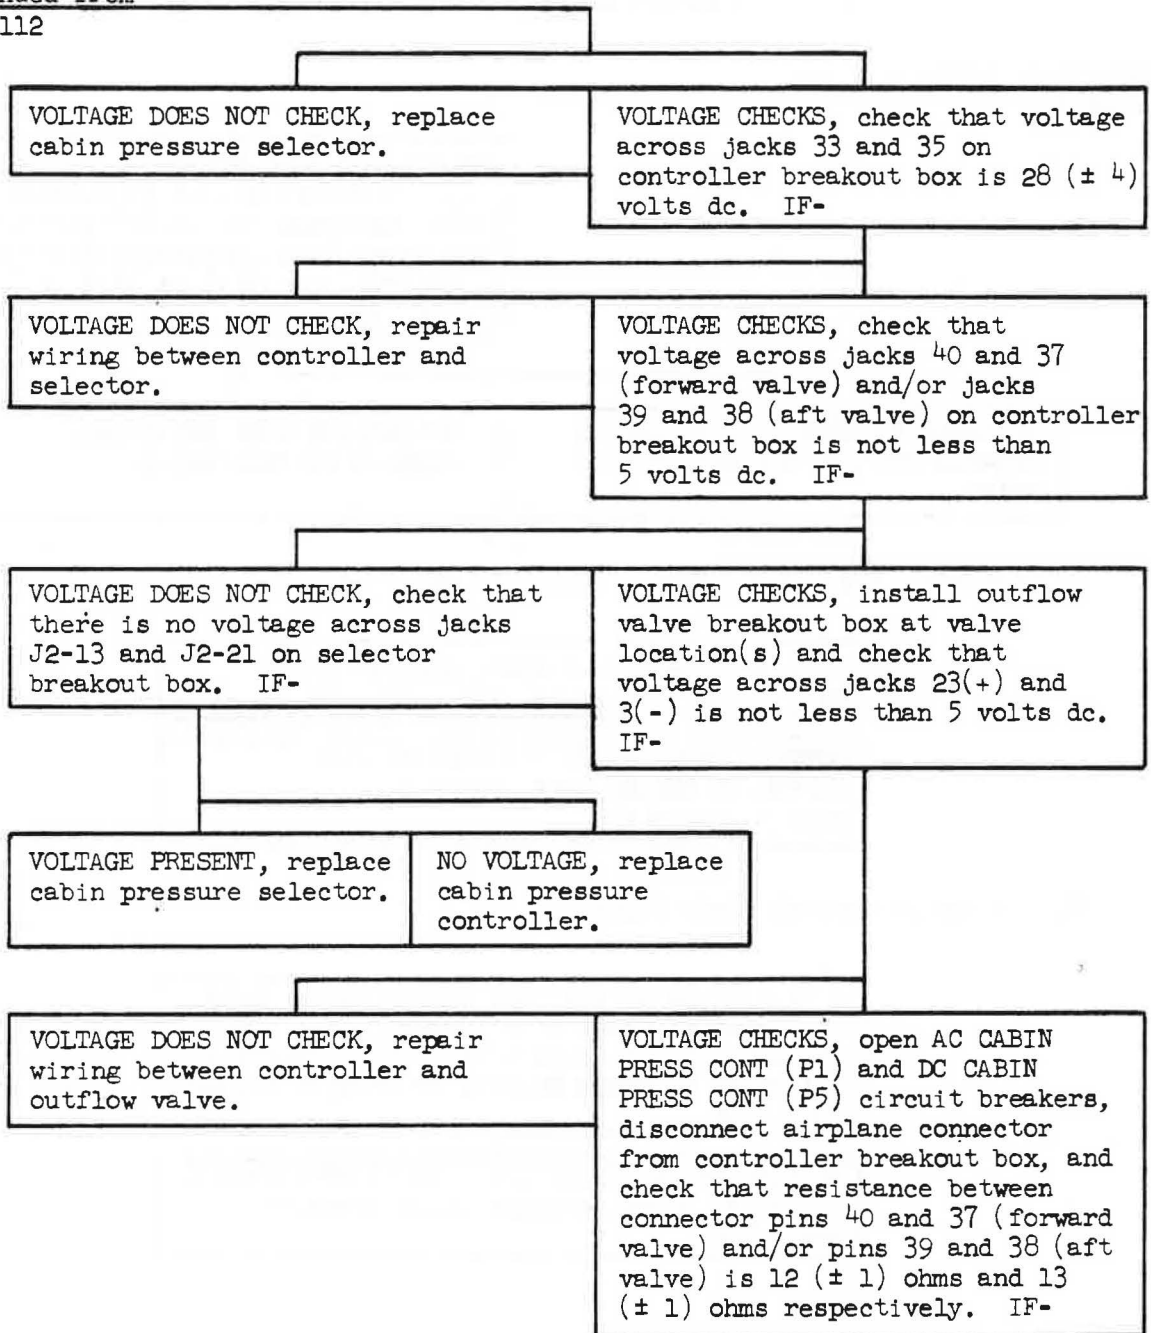 112
VOLTAGE DOES NOT CHECK, replace
cabin pressure selector.
VOLTAGE CHECKS, check that voltage
across jacks 33 and 35 on
controller breakout box is 28 (± 4)
volts dc. IF-
VOLTAGE DOES NOT CHECK, repair
wiring between controller and
selector.
VOLTAGE CHECKS, check that
voltage across jacks 40 and 37
(forward valve) and/or jacks
39 and 38 (aft valve) on controller
breakout box is not less than
5 volts dc. IF-
VOLTAGE DOES NOT CHECK, check that
there is no voltage across jacks
J2-13 and J2-21 on selector
breakout box. IF-
VOLTAGE CHECKS, install outflow
valve breakout box at valve
location(s) and check that
voltage across jacks 23(+) and
3(-) is not less than 5 volts dc.
IF-
VOLTAGE PRESENT, replace
cabin pressure selector.
NO VOLTAGE, replace
cabin pressure
controller.
VOLTAGE DOES NOT CHECK, repair
wiring between controller and
outflow valve.
VOLTAGE CHECKS, open AC CABIN
PRESS CONT (P1) and DC CABIN
PRESS CONT (P5) circuit breakers,
disconnect airplane connector
from controller breakout box, and
check that resistance between
connector pins 40 and 37 (forward
valve) and/or pins 39 and 38 (aft
valve) is 12 (± 1) ohms and 13
(± 1) ohms respectively. IF-